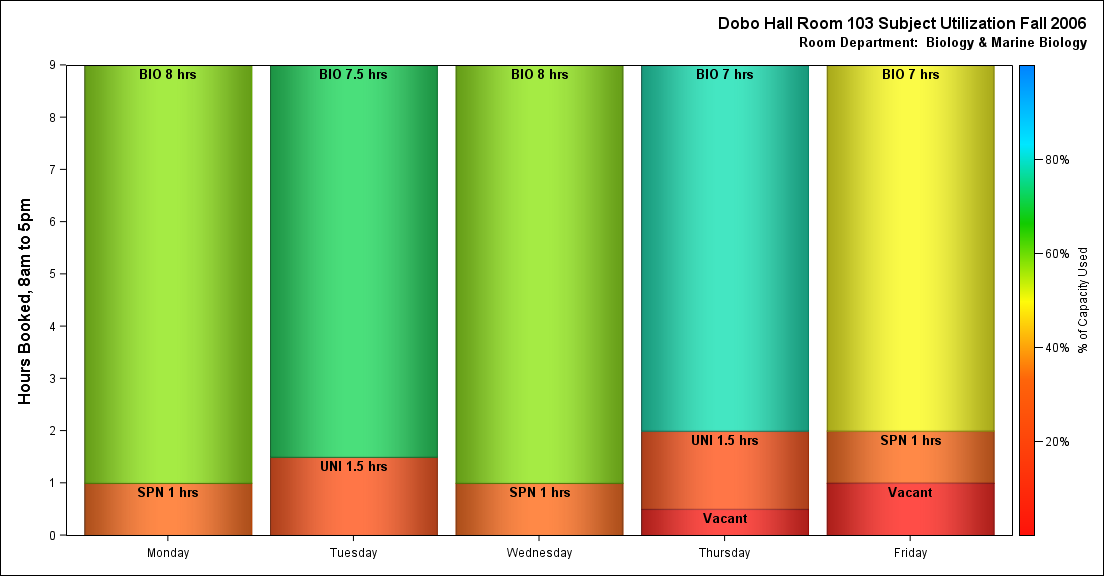 Dobo Hall Room 103 Subject Utilization Fall 2006
Room Department:  Biology & Marine Biology
Hours Booked, 8am to 5pm
9
8
7
6
5
4
3
2
1
0
BIO 8 hrs
SPN 1 hrs
BIO 7.5 hrs
UNI 1.5 hrs
BIO 8 hrs
SPN 1 hrs
BIO 7 hrs
UNI 1.5 hrs
Vacant
BIO 7 hrs
SPN 1 hrs
Vacant
Monday
Tuesday
Wednesday
Thursday
Friday
80%
60%
40%
20%
% of Capacity Used